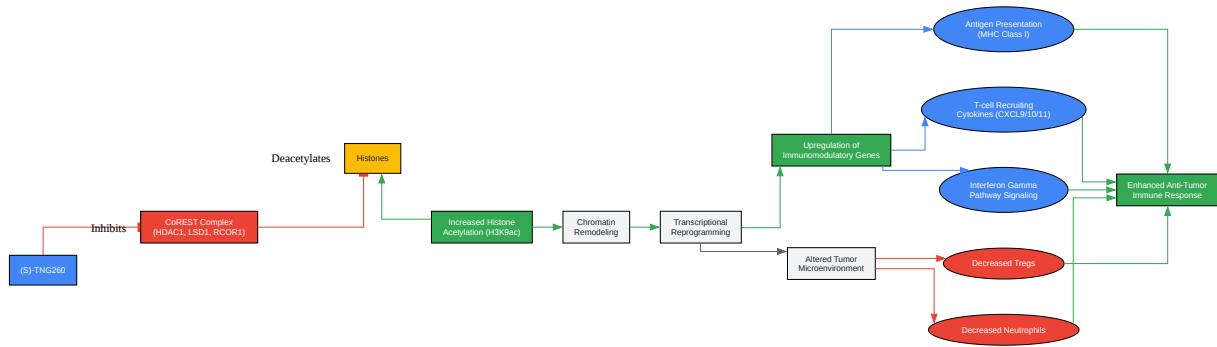 Antigen Presentation
(MHC Class I)
T-cell Recruiting
Cytokines (CXCL9/10/11)
Deacetylates
Histones
Upregulation of
Immunomodulatory Genes
Interferon Gamma
Pathway Signaling
Enhanced Anti-Tumor
Immune Response
Inhibits
CoREST Complex
(HDAC1, LSD1, RCOR1)
Increased Histone
Acetylation (H3K9ac)
Chromatin
Remodeling
Transcriptional
Reprogramming
(S)-TNG260
Altered Tumor
Microenvironment
Decreased Tregs
Decreased Neutrophils